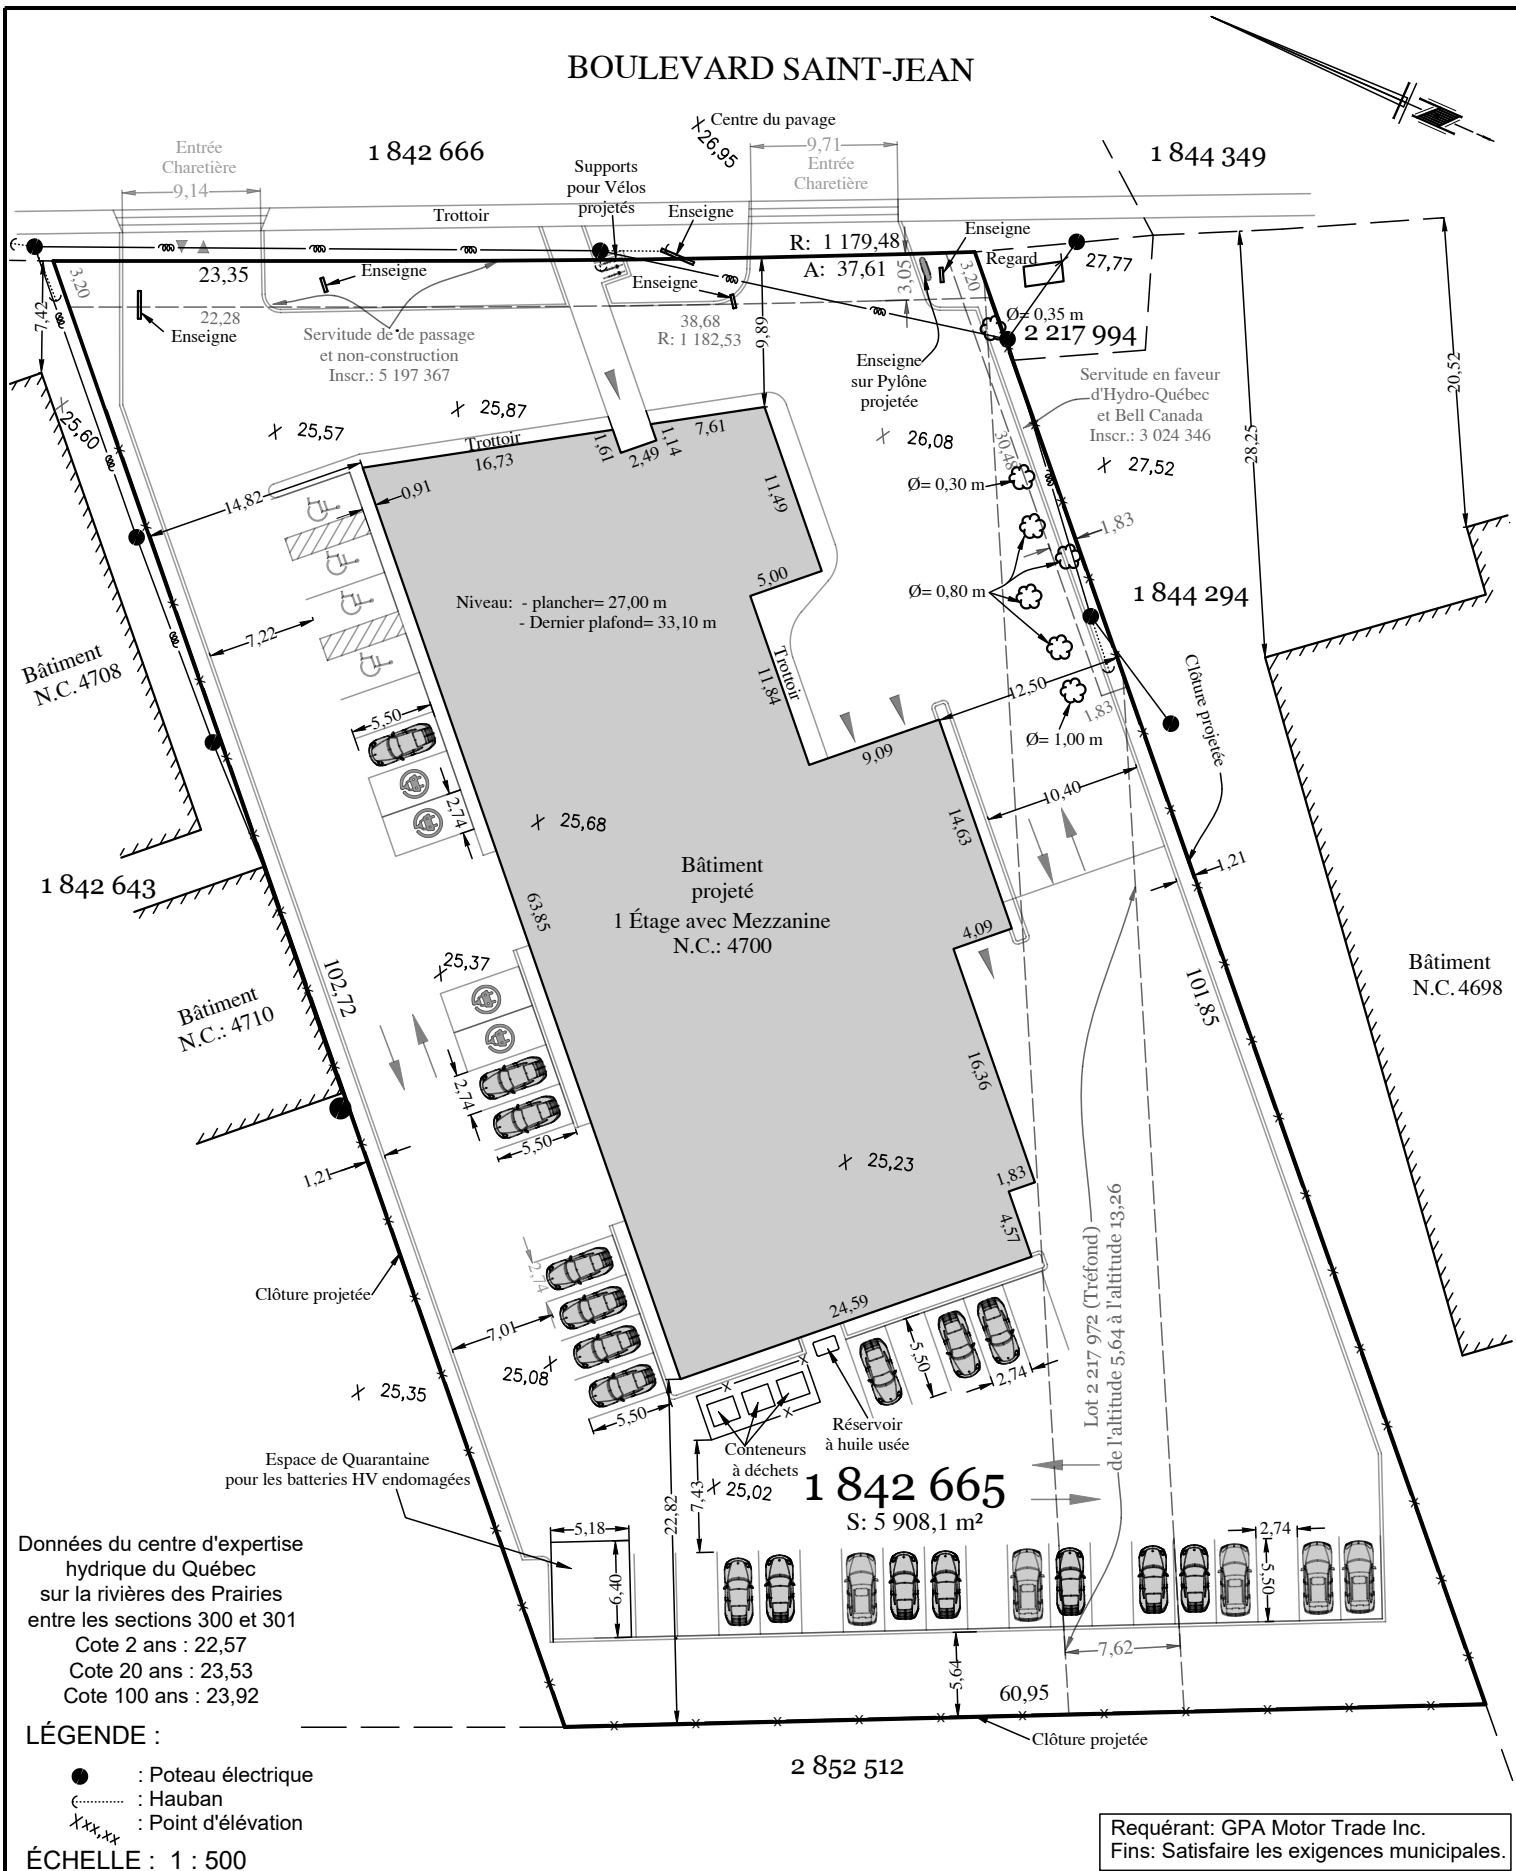 BOULEVARD SAINT-JEAN
Centre du pavage
26,95
Entrée
Charetière
9,14
1 842 666
Supports
pour Vélos
projetés
9,71
Entrée
Charetière
1 844 349
Trottoir
Enseigne
R: 1 179,48
A: 37,61
Enseigne
Regard
27,77
3,20
23,35
Enseigne
Enseigne
3,05
3,20
7,42
22,28
Enseigne
Servitude de de passage
et non-construction
Inscr.: 5 197 367
38,68
R: 1 182,53
9,89
Ø= 0,35 m
2 217 994
Enseigne
sur Pylône
projetée
Servitude en faveur
d'Hydro-Québec
et Bell Canada
Inscr.: 3 024 346
20,52
28,25
25,60
25,57
25,87
Trottoir
16,73
1,61
2,49
1,14
7,61
26,08
30,48
27,52
14,82
0,91
11,49
Ø= 0,30 m
1,83
5,00
Ø= 0,80 m
1 844 294
Niveau: - plancher= 27,00 m
- Dernier plafond= 33,10 m
7,22
Bâtiment
N.C. 4708
Trottoir
11,84
12,50
1,83
Clôture projetée
5,50
9,09
Ø= 1,00 m
2,74
10,40
25,68
14,63
Bâtiment
projeté
1 Étage avec Mezzanine
N.C.: 4700
1 842 643
1,21
63,85
4,09
25,37
102,72
101,85
Bâtiment
N.C. 4698
Bâtiment
N.C.: 4710
2,74
16,36
5,50
25,23
1,83
1,21
4,57
Lot 2 217 972 (Tréfond)
de l'altitude 5,64 à l'altitude 13,26
Clôture projetée
2,74
24,59
7,01
25,08
25,35
5,50
2,74
5,50
Réservoir
à huile usée
Conteneurs
à déchets
Espace de Quarantaine
pour les batteries HV endomagées
7,43
25,02
22,82
1 842 665
S: 5 908,1 m²
5,18
6,40
2,74
5,50
Données du centre d'expertise
hydrique du Québec
sur la rivières des Prairies
entre les sections 300 et 301
Cote 2 ans : 22,57
Cote 20 ans : 23,53
Cote 100 ans : 23,92
7,62
5,64
60,95
Clôture projetée
2 852 512
LÉGENDE :
: Poteau électrique
: Hauban
xx,xx : Point d'élévation
ÉCHELLE : 1 : 500
Requérant: GPA Motor Trade Inc.
Fins: Satisfaire les exigences municipales.